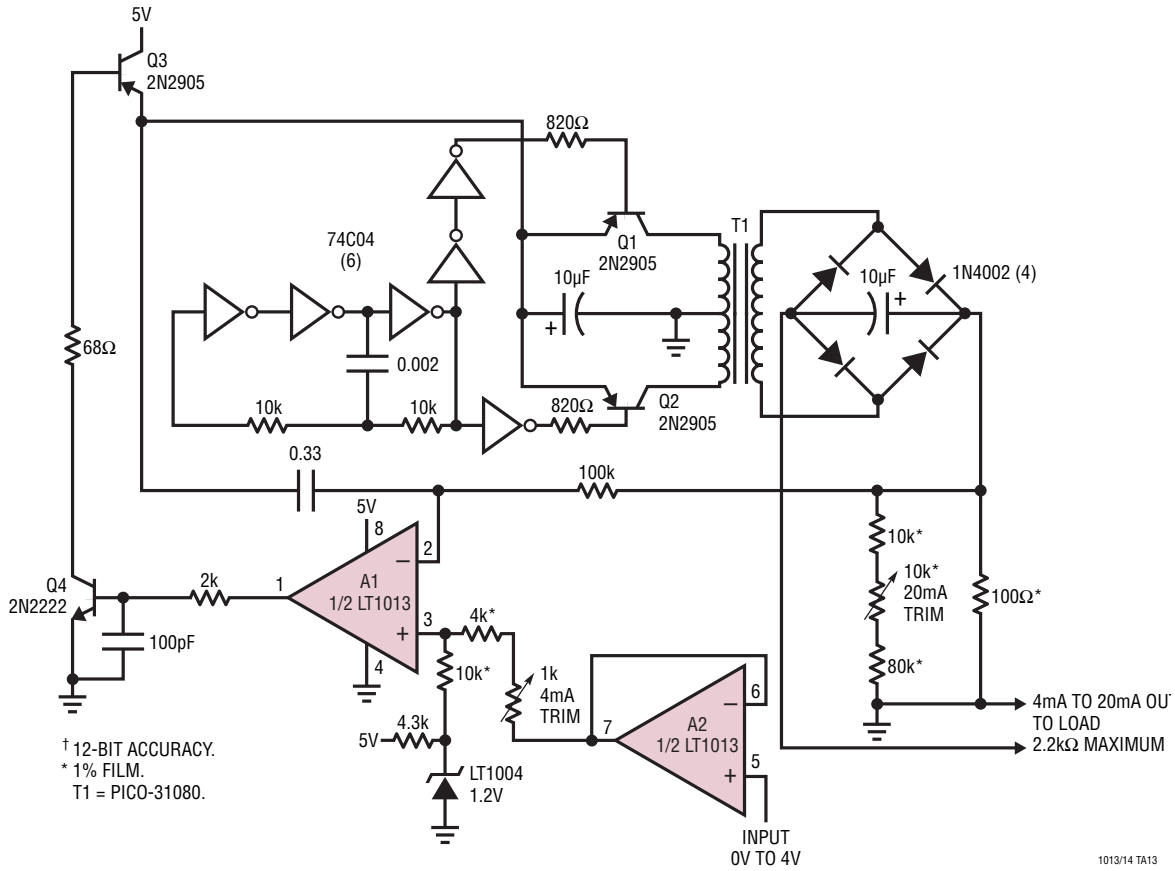 5V
Q3
2N2905
820Ω
T1
74C04
(6)
Q1
2N2905
10µF
+
10µF
+
1N4002 (4)
68Ω
0.002
10k
10k
820Ω
Q2
2N2905
0.33
100k
5V
8
2
–
A1
1/2 LT1013
1
3
+
4
Q4
2N2222
2k
100pF
4k*
10k*
1k
4mA
TRIM
10k*
10k*
20mA
TRIM
80k*
100Ω*
4.3k
5V
LT1004
1.2V
6
–
7
A2
1/2 LT1013
5
+
INPUT
0V TO 4V
4mA TO 20mA OUT
TO LOAD
2.2kΩ MAXIMUM
† 12-BIT ACCURACY.
* 1% FILM.
T1 = PICO-31080.
1013/14 TA13